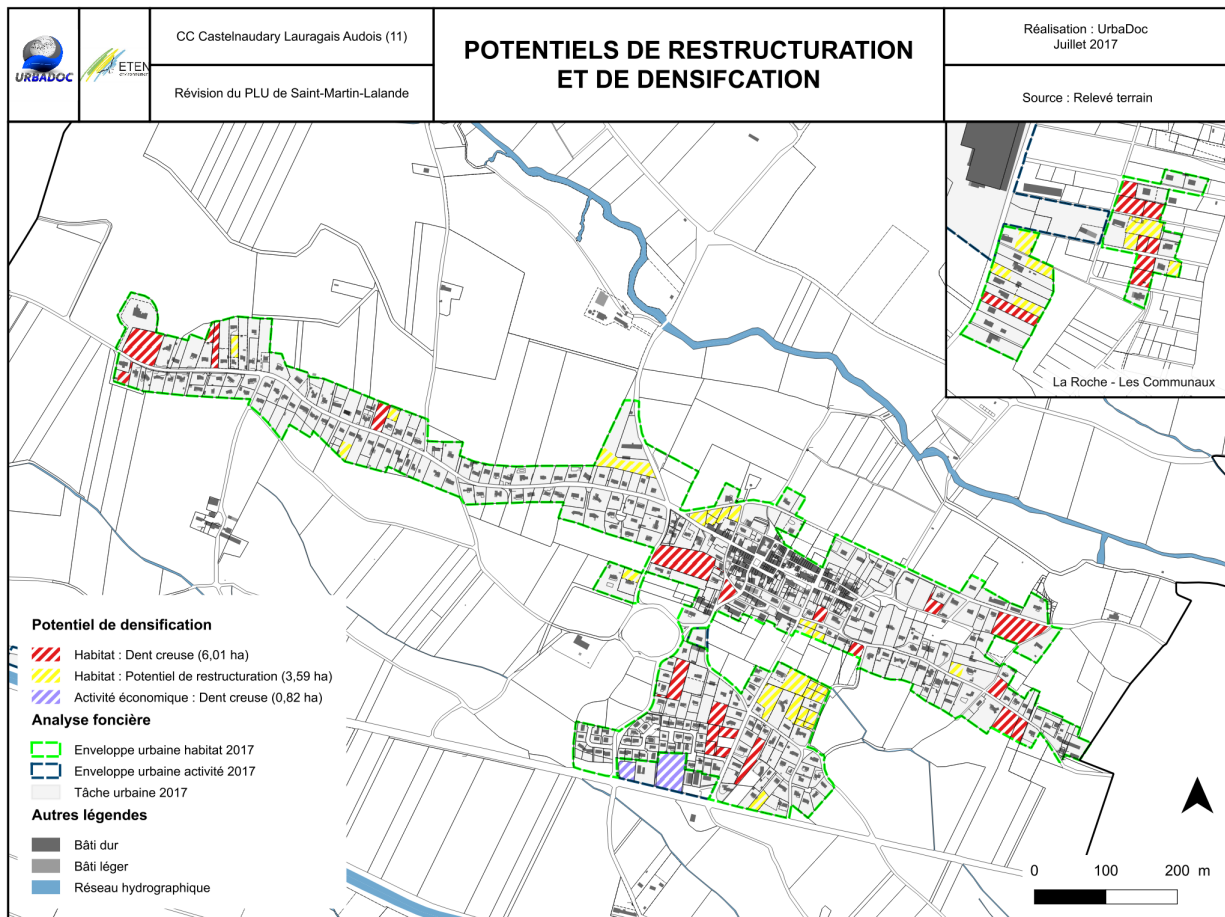 URBADOC
ETEN
CC Castelnaudary Lauragais Audois (11)
Révision du PLU de Saint-Martin-Lalande
POTENTIELS DE RESTRUCTURATION
ET DE DENSIFCATION
Réalisation : UrbaDoc
Juillet 2017
Source : Relevé terrain
La Roche - Les Communaux
Potentiel de densification
Habitat : Dent creuse (6,01 ha)
Habitat : Potentiel de restructuration (3,59 ha)
Activité économique : Dent creuse (0,82 ha)
Analyse foncière
Enveloppe urbaine habitat 2017
Enveloppe urbaine activité 2017
Tâche urbaine 2017
Autres légendes
Bâti dur
Bâti léger
Réseau hydrographique
0 100 200 m